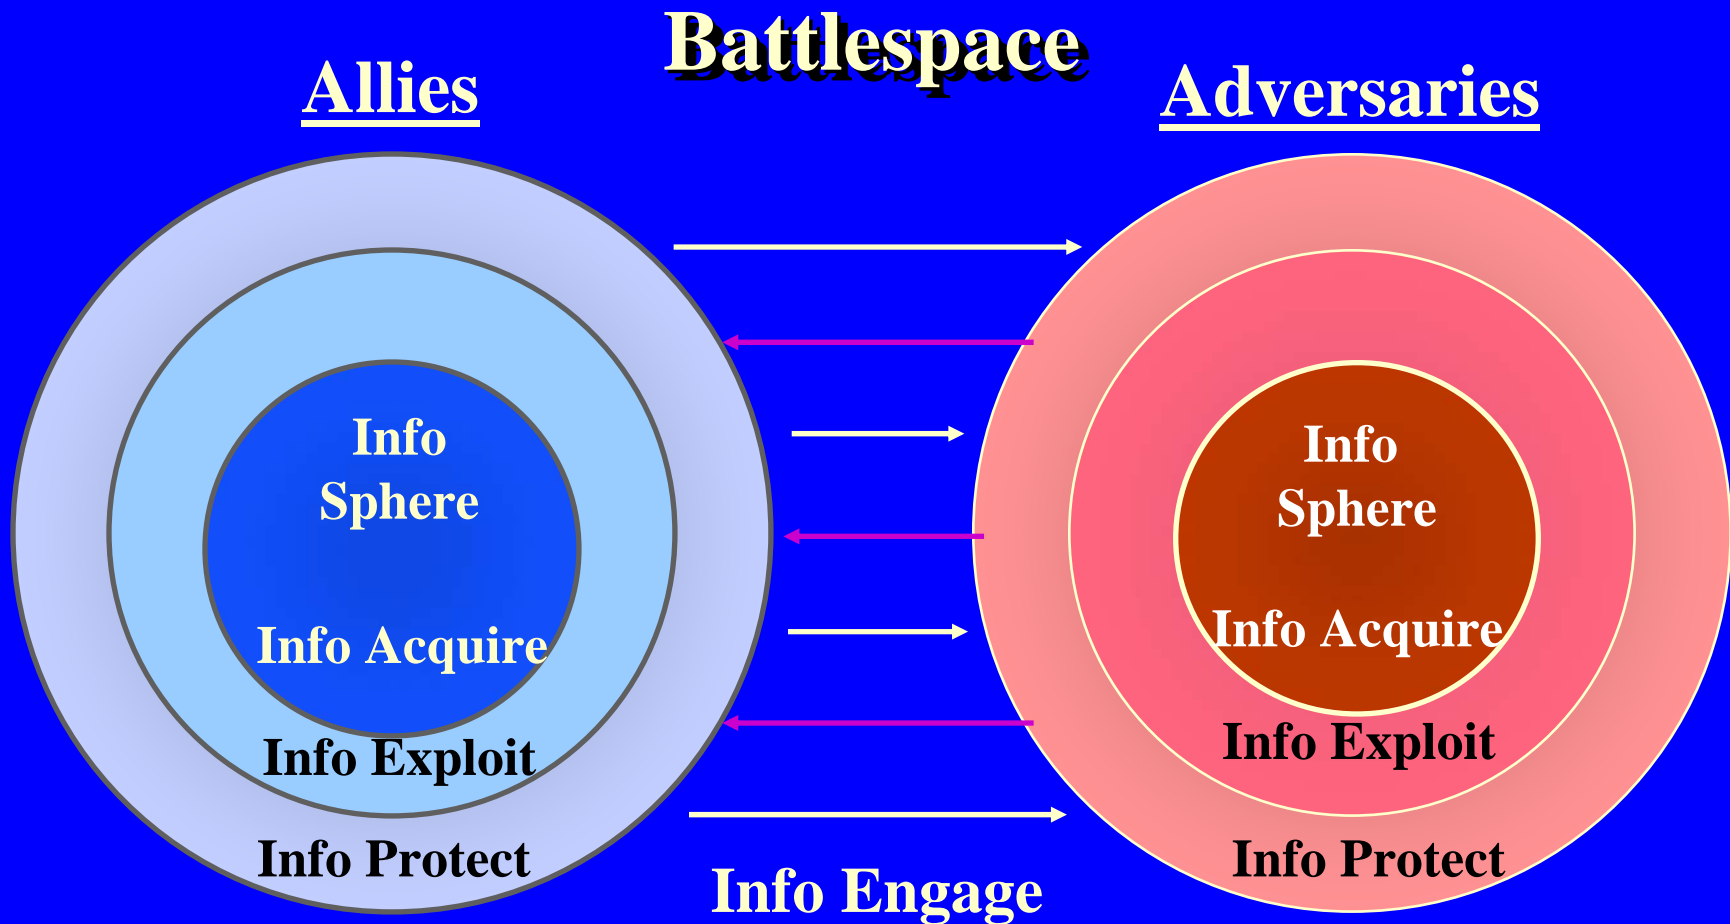 Battlespace
Allies
Adversaries
Info
Sphere
Info Acquire
Info Exploit
Info Protect
Info
Sphere
Info Acquire
Info Exploit
Info Protect
Info Engage